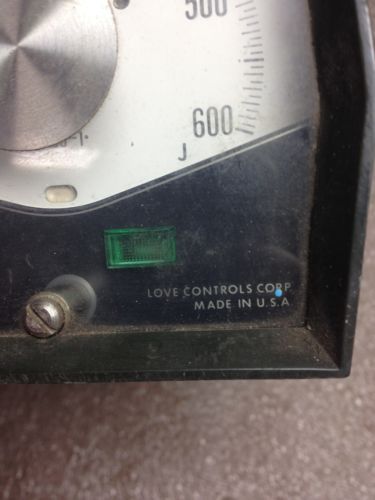 500
600
J
LOVE CONTROLS CORP
MADE IN U.S.A